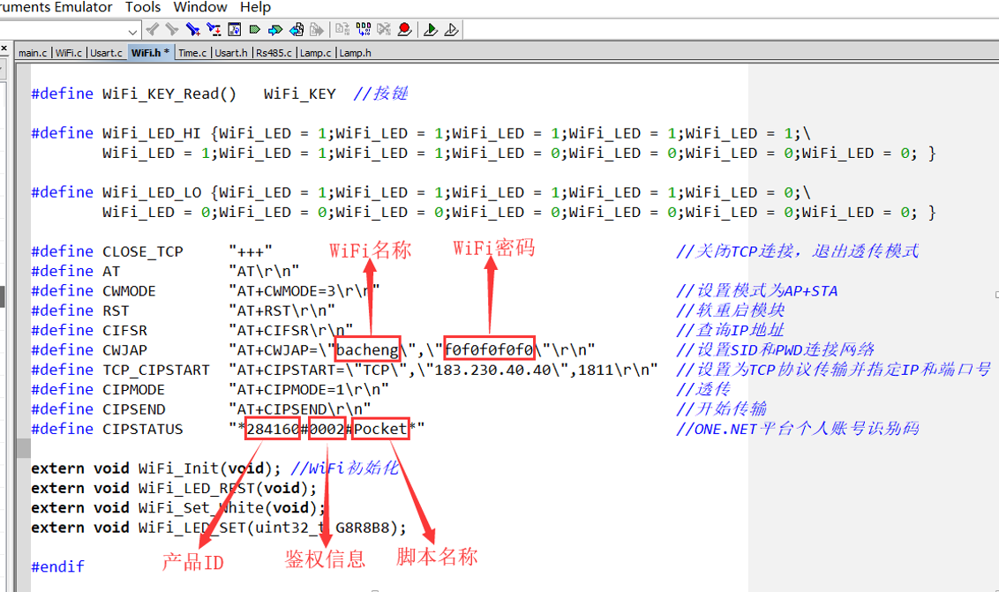 ruments Emulator Tools Window Help
main.c WiFi.c Usart.c WiFi.h * Time.c Usart.h Rs485.c Lamp.c Lamp.h
#define WiFi_KEY_Read() WiFi_KEY //按键
#define WiFi_LED_HI {WiFi_LED = 1;WiFi_LED = 1;WiFi_LED = 1;WiFi_LED = 1;WiFi_LED = 1;\
WiFi_LED = 1;WiFi_LED = 1;WiFi_LED = 1;WiFi_LED = 0;WiFi_LED = 0;WiFi_LED = 0;WiFi_LED = 0; }
#define WiFi_LED_LO {WiFi_LED = 1;WiFi_LED = 1;WiFi_LED = 1;WiFi_LED = 1;WiFi_LED = 0;\
WiFi_LED = 0;WiFi_LED = 0;WiFi_LED = 0;WiFi_LED = 0;WiFi_LED = 0;WiFi_LED = 0;WiFi_LED = 0; }
WiFi名称 WiFi密码
#define CLOSE_TCP "+++" //关闭TCP连接，退出透传模式
#define AT "AT\r\n"
#define CWMODE "AT+CWMODE=3\r\n" //设置模式为AP+STA
#define RST "AT+RST\r\n" //软重启模块
#define CIFSR "AT+CIFSR\r\n" //查询IP地址
#define CWJAP "AT+CWJAP=\"bacheng\",\"f0f0f0f0f0\"\r\n" //设置SID和PWD连接网络
#define TCP_CIPSTART "AT+CIPSTART=\"TCP\",\"183.230.40.40\",1811\r\n" //设置为TCP协议传输并指定IP和端口号
#define CIPMODE "AT+CIPMODE=1\r\n" //透传
#define CIPSEND "AT+CIPSEND\r\n" //开始传输
#define CIPSTATUS "*284160#0002#Pocket*" //ONE.NET平台个人账号识别码
extern void WiFi_Init(void); //WiFi初始化
extern void WiFi_LED_REST(void);
extern void WiFi_Set_White(void);
extern void WiFi_LED_SET(uint32_t G8R8B8);
产品ID 鉴权信息 脚本名称
#endif